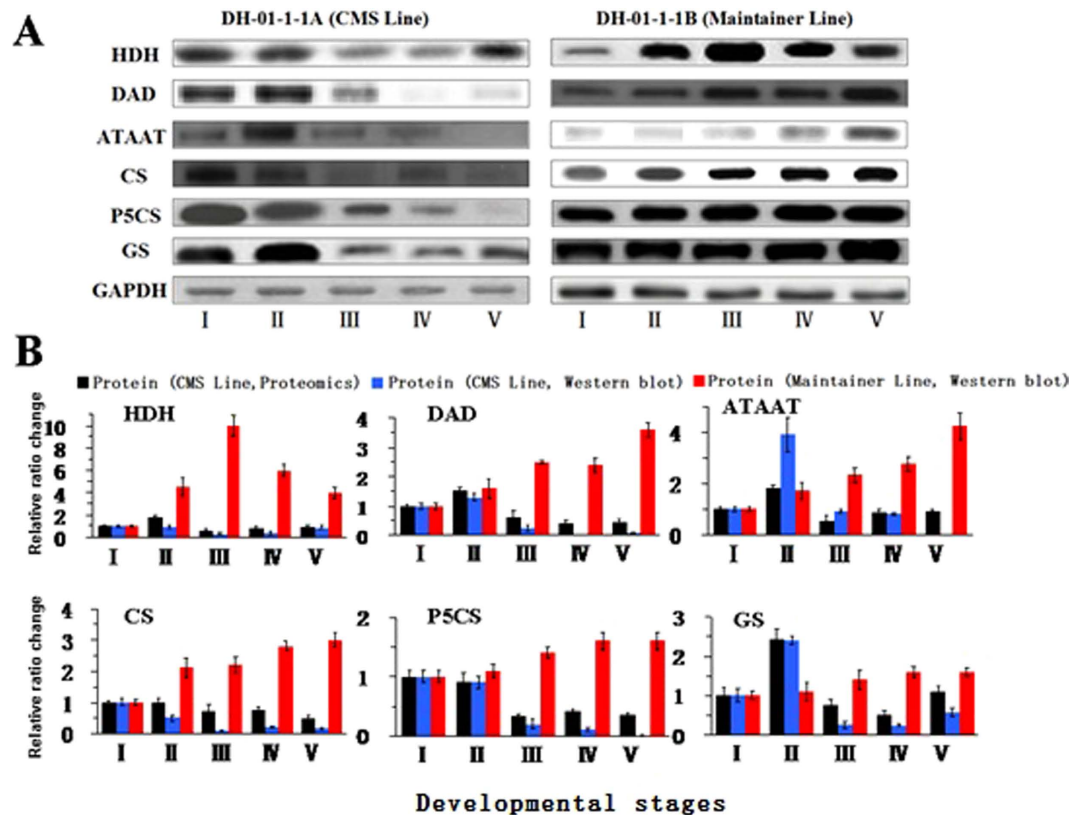 A
DH-01-1-1A (CMS Line)
DH-01-1-1B (Maintainer Line)
HDH
DAD
ATAAT
CS
P5CS
GS
GAPDH
I II III IV V
I II III IV V
B
Protein (CMS Line,Proteomics) Protein (CMS Line, Western blot) Protein (Maintainer Line, Western blot)
Relative ratio change
HDH
10
8
6
4
2
0
I II III IV V
DAD
4
3
2
1
0
I II III IV V
ATAAT
4
2
0
I II III IV V
Relative ratio change
CS
4
3
2
1
0
I II III IV V
P5CS
2
1
0
I II III IV V
GS
3
2
1
0
I II III IV V
Developmental stages